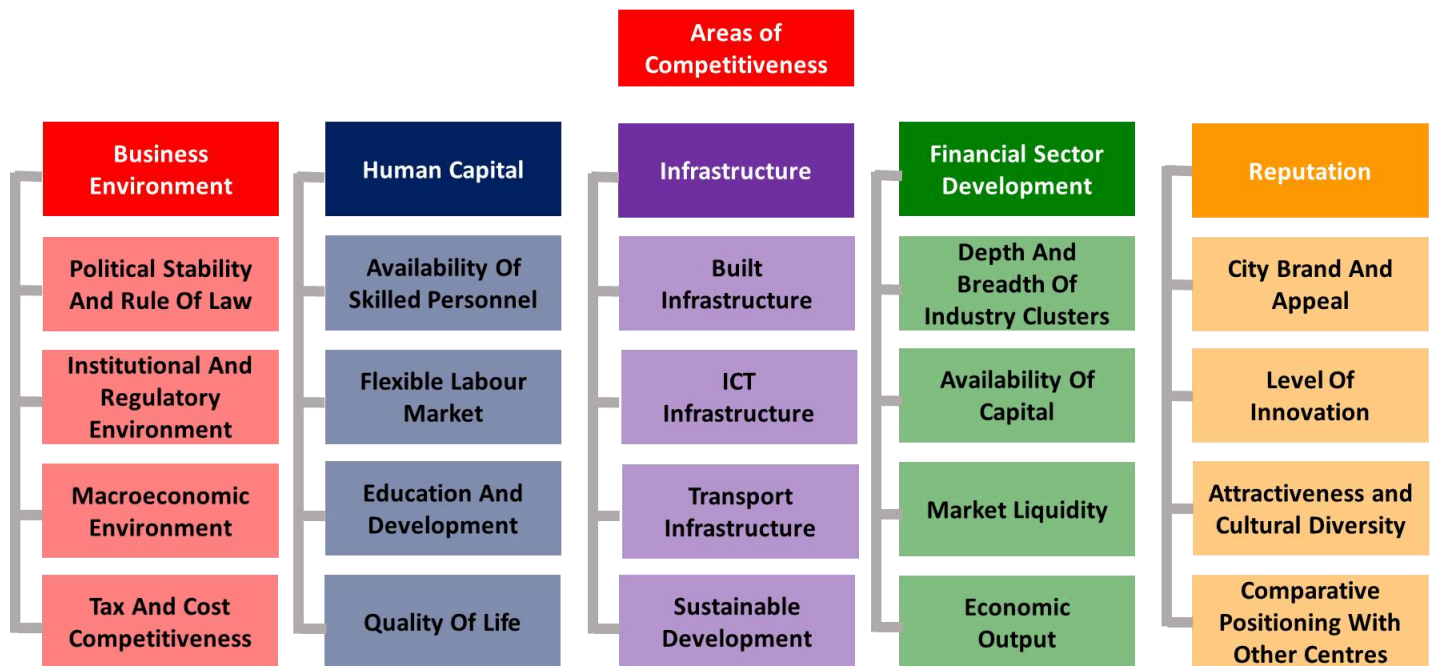 Areas of
Competitiveness
Business
Environment
Political Stability
And Rule Of Law
Institutional And
Regulatory
Environment
Macroeconomic
Environment
Tax And Cost
Competitiveness
Human Capital
Availability Of
Skilled Personnel
Flexible Labour
Market
Education And
Development
Quality Of Life
Infrastructure
Built
Infrastructure
ICT
Infrastructure
Transport
Infrastructure
Sustainable
Development
Financial Sector
Development
Depth And
Breadth Of
Industry Clusters
Availability Of
Capital
Market Liquidity
Economic
Output
Reputation
City Brand And
Appeal
Level Of
Innovation
Attractiveness and
Cultural Diversity
Comparative
Positioning With
Other Centres